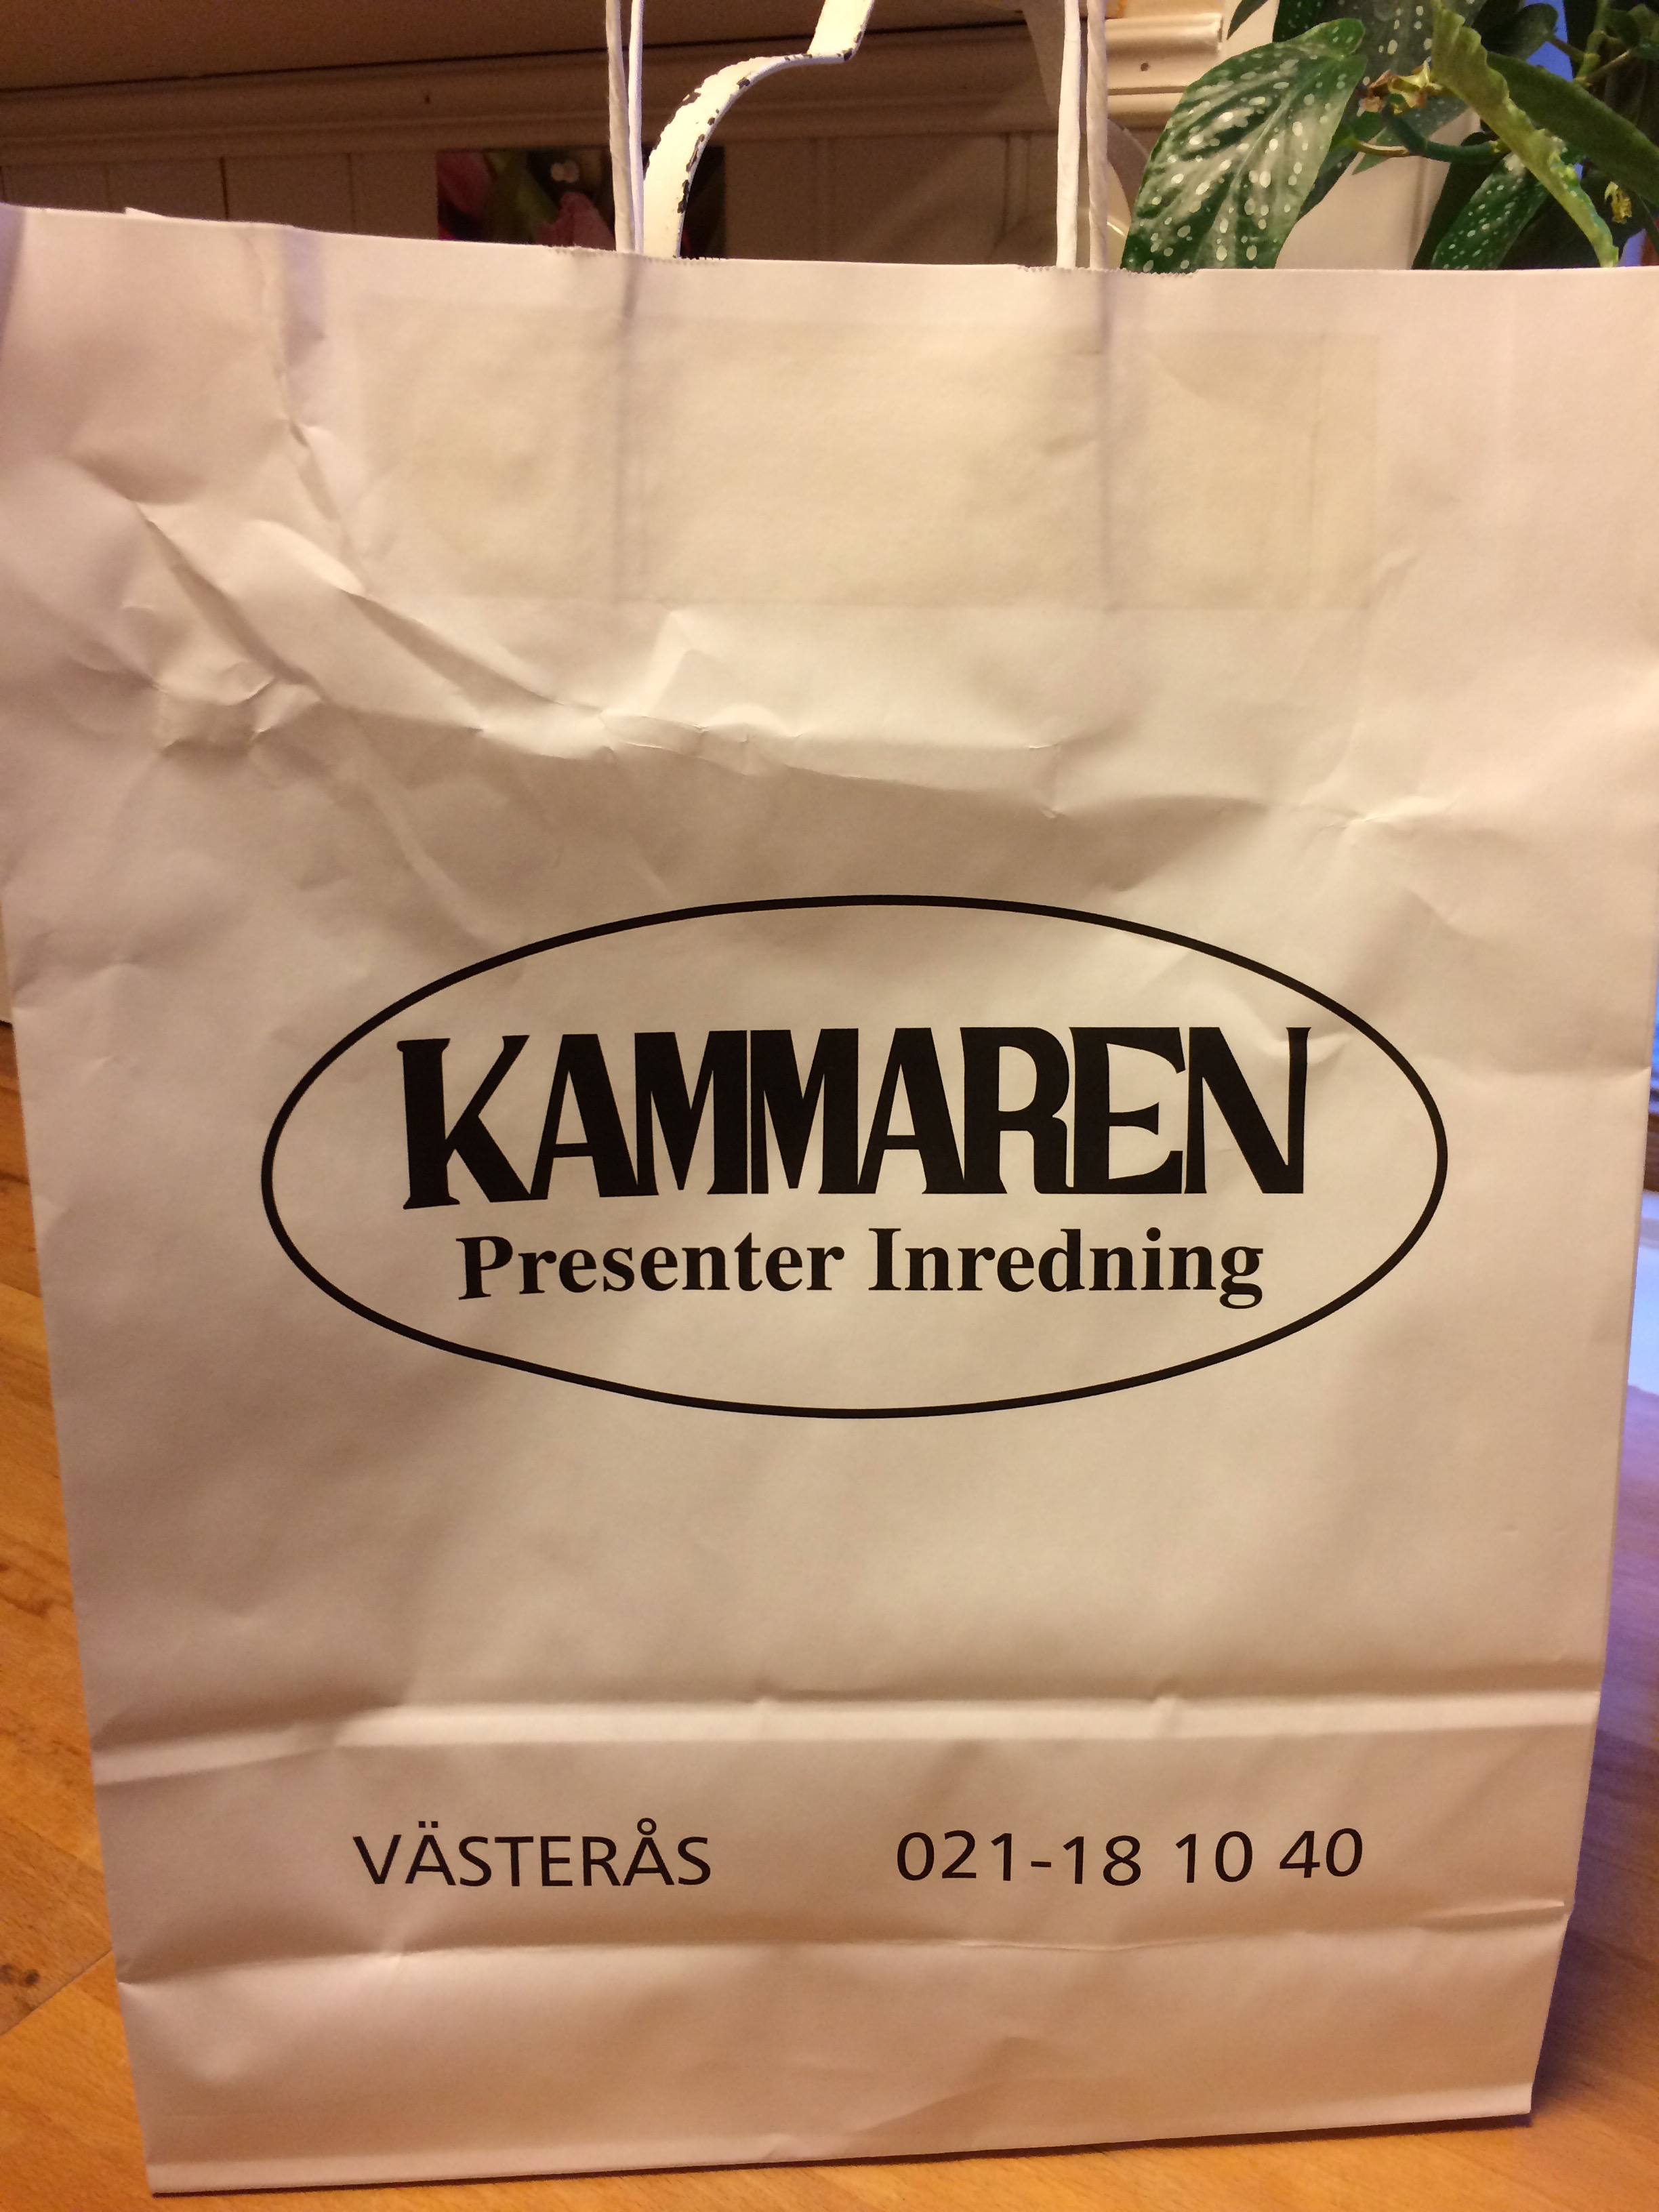 KAMMAREN
Presenter Inredning
VÄSTERÅS 021-18 10 40